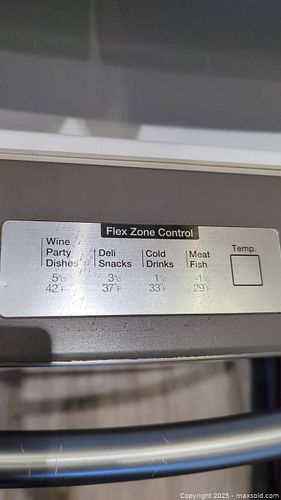 Flex Zone Control
Wine
Party
Dishes
5°C
42°F
Deli
Snacks
3°C
37°F
Cold
Drinks
1°C
33°F
Meat
Fish
-1°C
29°F
Temp.
Copyright © 2025 - maxsold.com